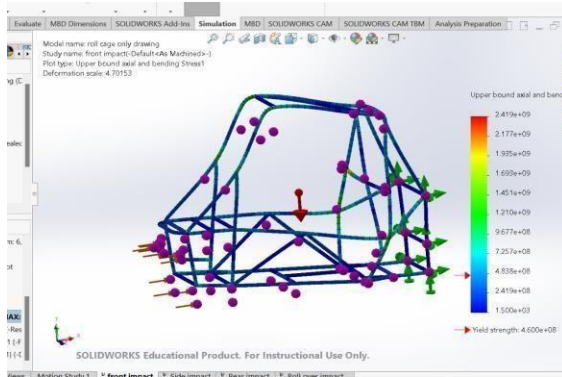 Evaluate MBD Dimensions SOLIDWORKS Add-Ins Simulation MBD SOLIDWORKS CAM SOLIDWORKS CAM TBM Analysis Preparation
Model name: roll cage only drawing
Study name: front impact(-Default<As Machined>-)
Plot type: Upper bound axial and bending Stress1
Deformation scale: 4.70153
Upper bound axial and bend
2.419e+09
2.177e+09
1.935e+09
1.693e+09
1.451e+09
1.210e+09
9.677e+08
7.257e+08
4.838e+08
2.419e+08
1.500e+03
Yield strength: 4.600e+08
SOLIDWORKS Educational Product. For Instructional Use Only.
Motion Study 1 front impact Side impact Rear impact Roll over impact